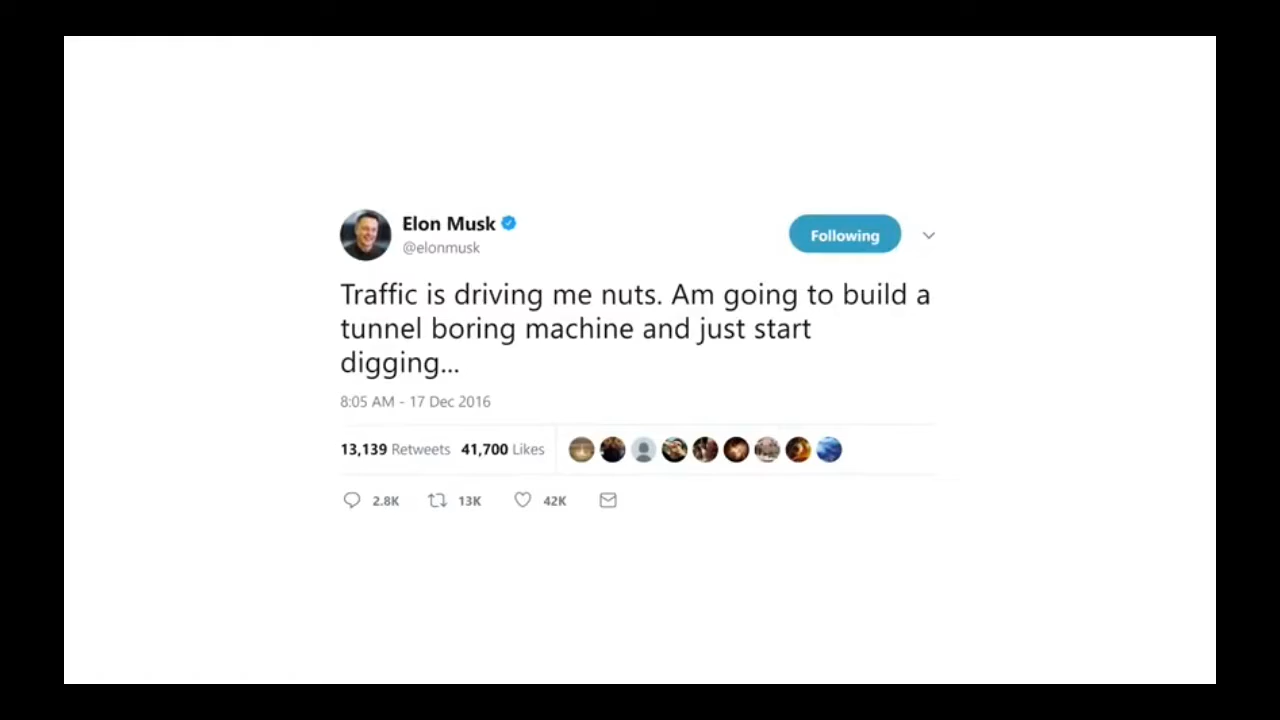 Elon Musk
@elonmusk
Following
Traffic is driving me nuts. Am going to build a
tunnel boring machine and just start
digging...
8:05 AM - 17 Dec 2016
13,139 Retweets 41,700 Likes
2.8K 13K 42K